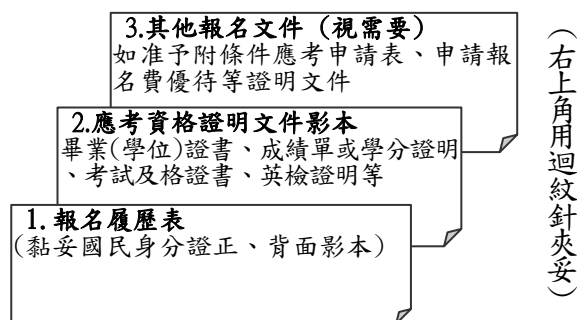 3.其他報名文件（視需要）
如准予附條件應考申請表、申請報
名費優待等證明文件
2.應考資格證明文件影本
畢業(學位)證書、成績單或學分證明
、考試及格證書、英檢證明等
1.報名履歷表
(黏妥國民身分證正、背面影本)
（右上角用迴紋針夾妥）